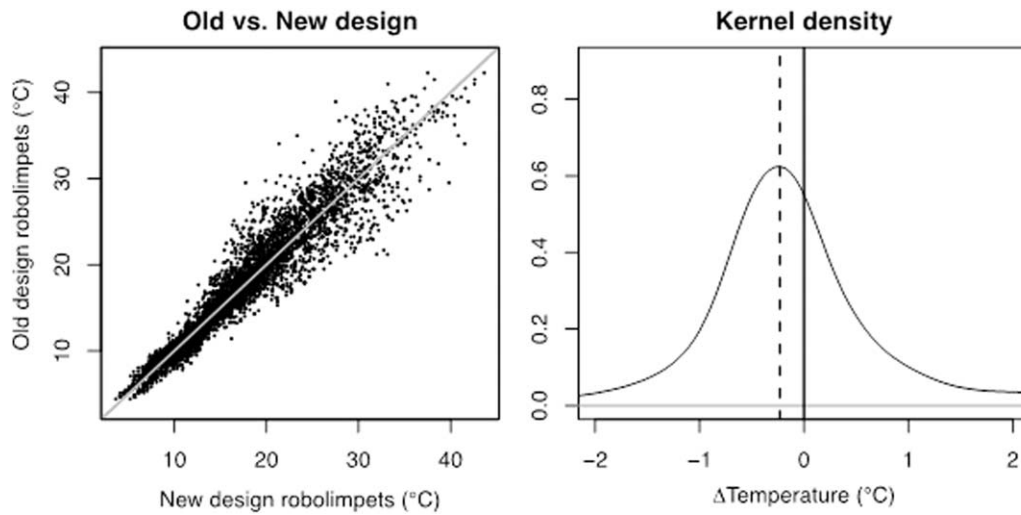 Old vs. New design
Old design robolimpets (°C)
40
30
20
10
10 20 30 40
New design robolimpets (°C)
Kernel density
0.8
0.6
0.4
0.2
0.0
−2 −1 0 1 2
ΔTemperature (°C)